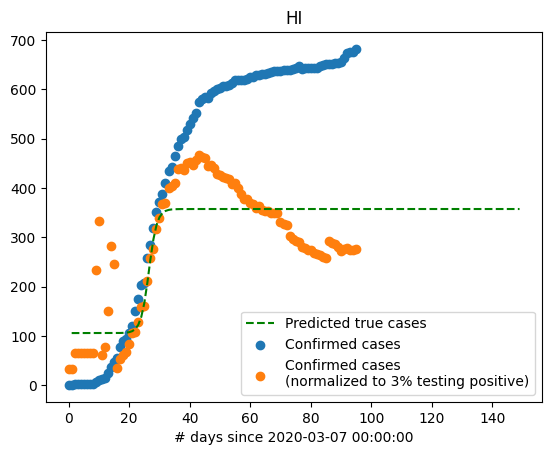 HI
700
600
500
400
300
200
100
0
Predicted true cases
Confirmed cases
Confirmed cases
(normalized to 3% testing positive)
0 20 40 60 80 100 120 140
# days since 2020-03-07 00:00:00